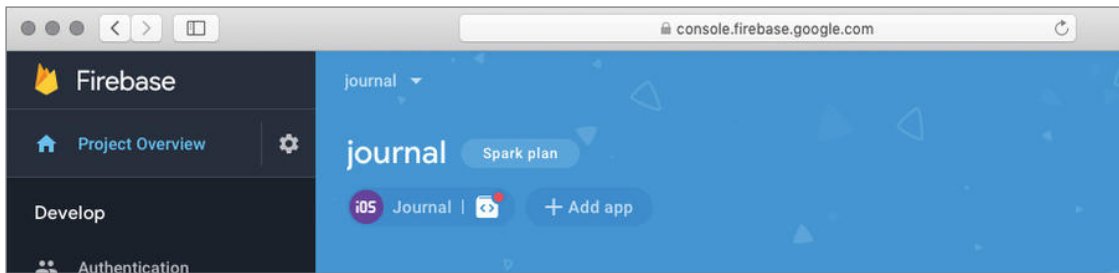 console.firebase.google.com
Firebase
journal
Project Overview
journal Spark plan
iOS Journal | + Add app
Develop
Authentication